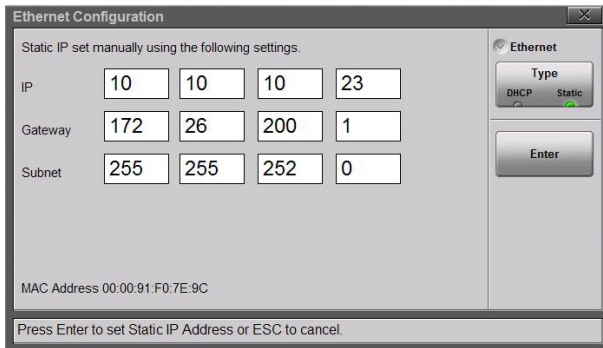 Ethernet Configuration
Static IP set manually using the following settings.
Ethernet
Type
DHCP Static
IP 10 10 10 23
Gateway 172 26 200 1
Subnet 255 255 252 0
Enter
MAC Address 00:00:91:F0:7E:9C
Press Enter to set Static IP Address or ESC to cancel.